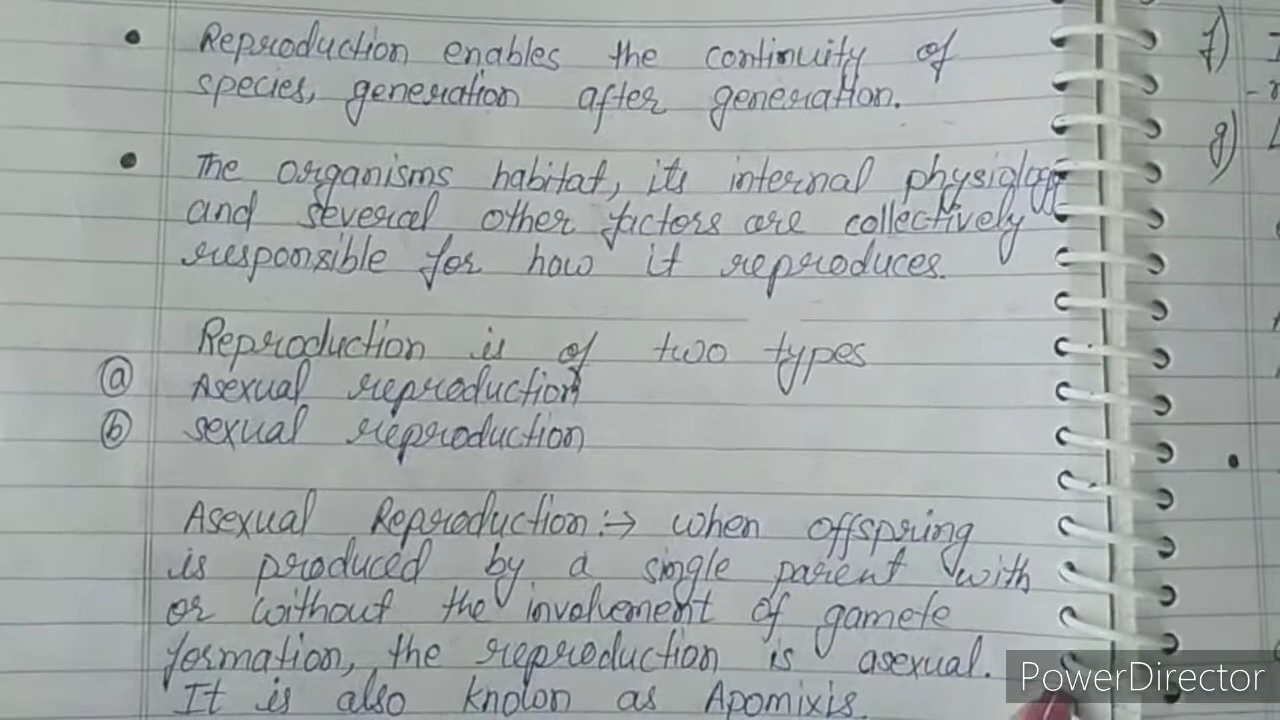 • Reproduction enables the continuity of
species, generation after generation.
• The organisms habitat, its internal physiology
and several other factors are collectively
responsible for how it reproduces.
Reproduction is of two types
(a) Asexual reproduction
(b) sexual reproduction
Asexual Reproduction :→ when offspring
is produced by a single parent with
or without the involvement of gamete
formation, the reproduction is asexual.
It is also known as Apomixis.
f)
g)
PowerDirector